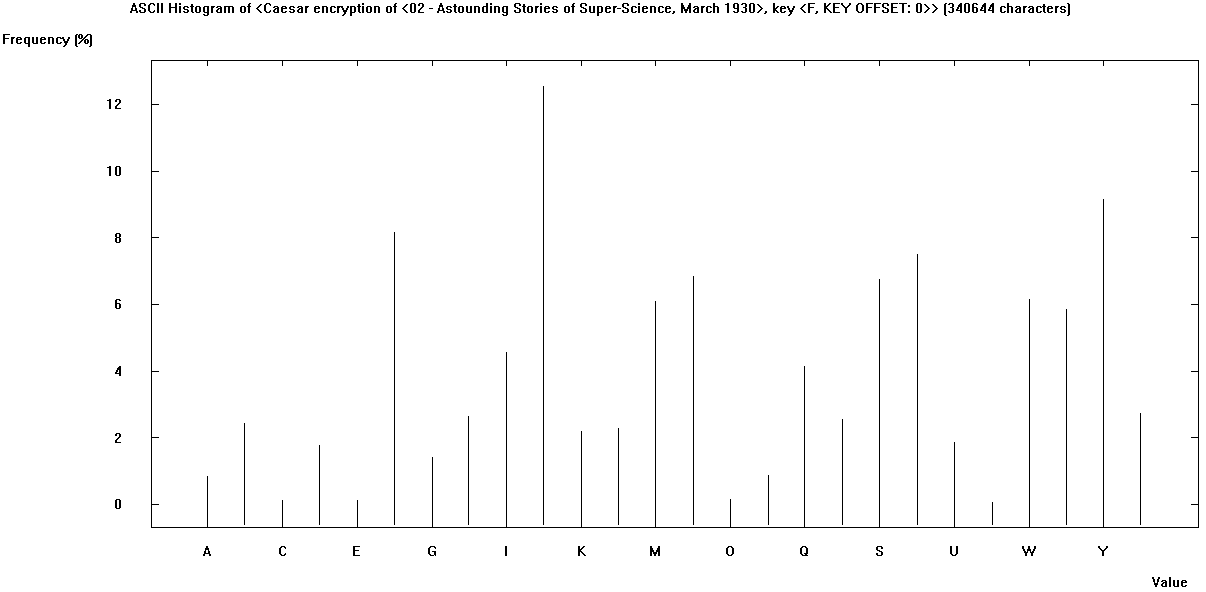 ASCII Histogram of <Caesar encryption of <02 - Astounding Stories of Super-Science, March 1930>, key <F, KEY OFFSET: 0>> (340644 characters)
Frequency (%)
12
10
8
6
4
2
0
A C E G I K M O Q S U W Y
Value